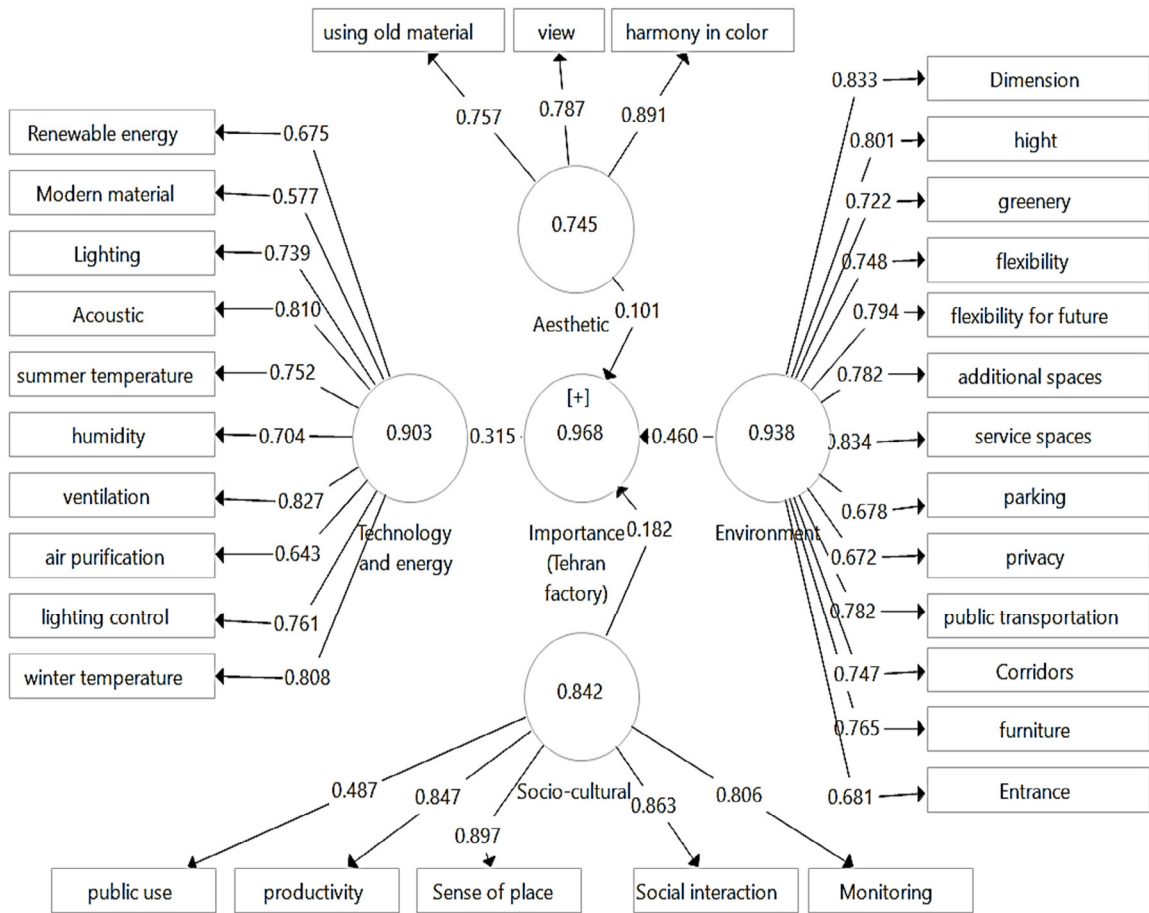 using old material
view
harmony in color
0.757
0.787
0.891
0.745
Aesthetic
0.101
Renewable energy
0.675
Modern material
0.577
Lighting
0.739
Acoustic
0.810
summer temperature
0.752
humidity
0.704
ventilation
0.827
air purification
0.643
lighting control
0.761
winter temperature
0.808
0.903
Technology
and energy
0.315
[+]
0.968
Importance
(Tehran
factory)
0.460
0.938
Environment
0.182
0.833
Dimension
0.801
hight
0.722
greenery
0.748
flexibility
0.794
flexibility for future
0.782
additional spaces
0.834
service spaces
0.678
parking
0.672
privacy
0.782
public transportation
0.747
Corridors
0.765
furniture
0.681
Entrance
0.842
Socio-cultural
0.487
0.847
0.897
0.863
0.806
public use
productivity
Sense of place
Social interaction
Monitoring